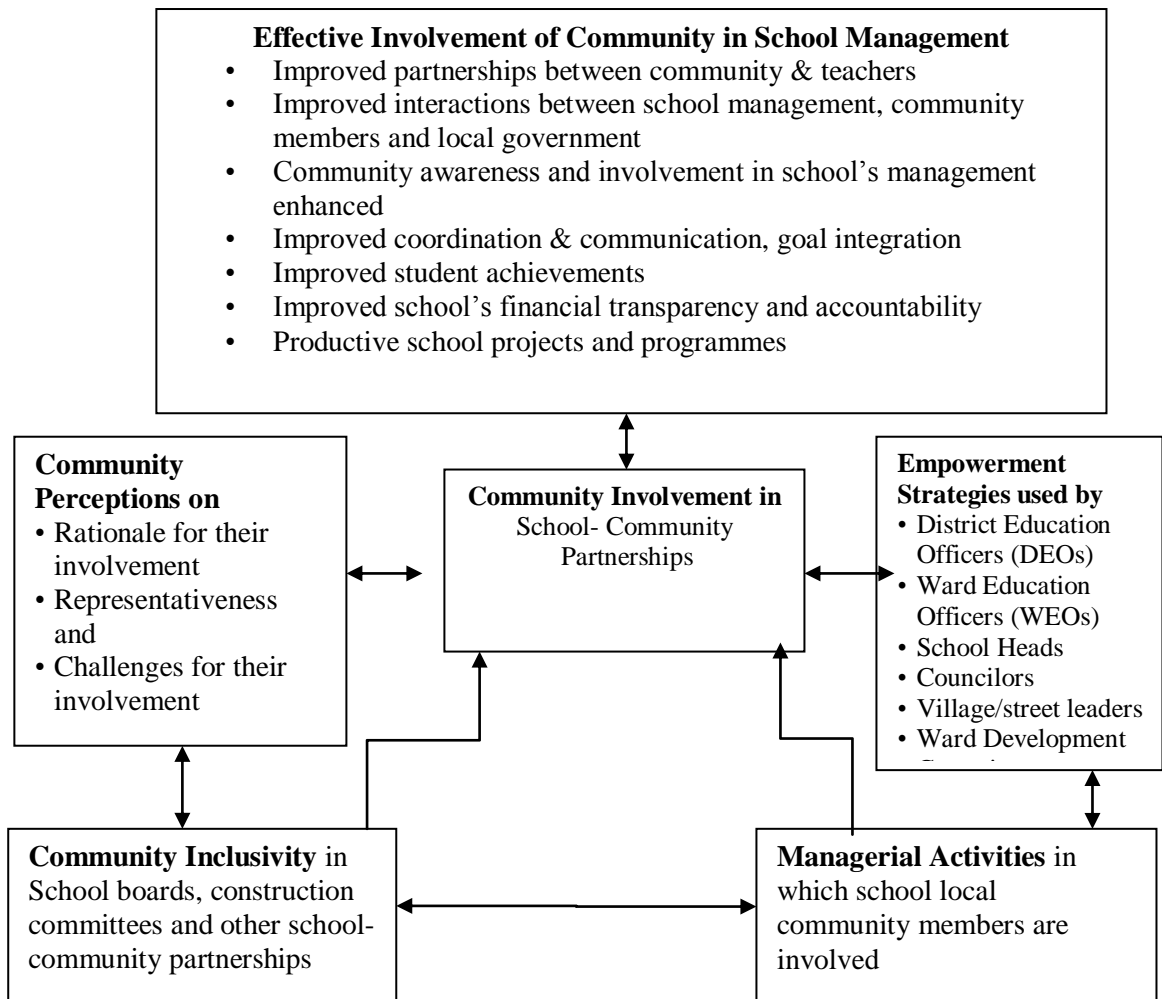 Effective Involvement of Community in School Management
• Improved partnerships between community & teachers
• Improved interactions between school management, community
members and local government
• Community awareness and involvement in school's management
enhanced
• Improved coordination & communication, goal integration
• Improved student achievements
• Improved school's financial transparency and accountability
• Productive school projects and programmes
Community
Perceptions on
• Rationale for their
involvement
• Representativeness
and
• Challenges for their
involvement
Community Involvement in
School- Community
Partnerships
Empowerment
Strategies used by
• District Education
Officers (DEOs)
• Ward Education
Officers (WEOs)
• School Heads
• Councilors
• Village/street leaders
• Ward Development
Community Inclusivity in
School boards, construction
committees and other school-
community partnerships
Managerial Activities in
which school local
community members are
involved